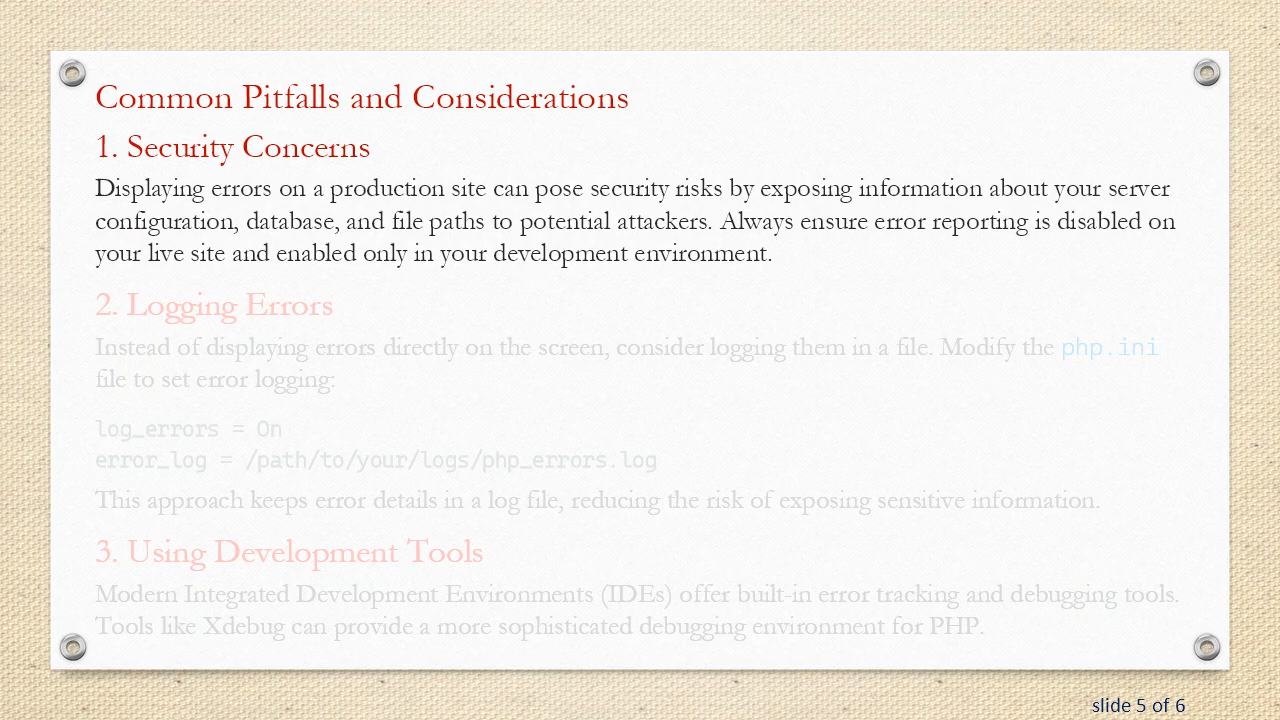 Common Pitfalls and Considerations
1. Security Concerns
Displaying errors on a production site can pose security risks by exposing information about your server
configuration, database, and file paths to potential attackers. Always ensure error reporting is disabled on
your live site and enabled only in your development environment.
2. Logging Errors
Instead of displaying errors directly on the screen, consider logging them in a file. Modify the php.ini
file to set error logging:
log_errors = On
error_log = /path/to/your/logs/php_errors.log
This approach keeps error details in a log file, reducing the risk of exposing sensitive information.
3. Using Development Tools
Modern Integrated Development Environments (IDEs) offer built-in error tracking and debugging tools.
Tools like Xdebug can provide a more sophisticated debugging environment for PHP.
slide 5 of 6